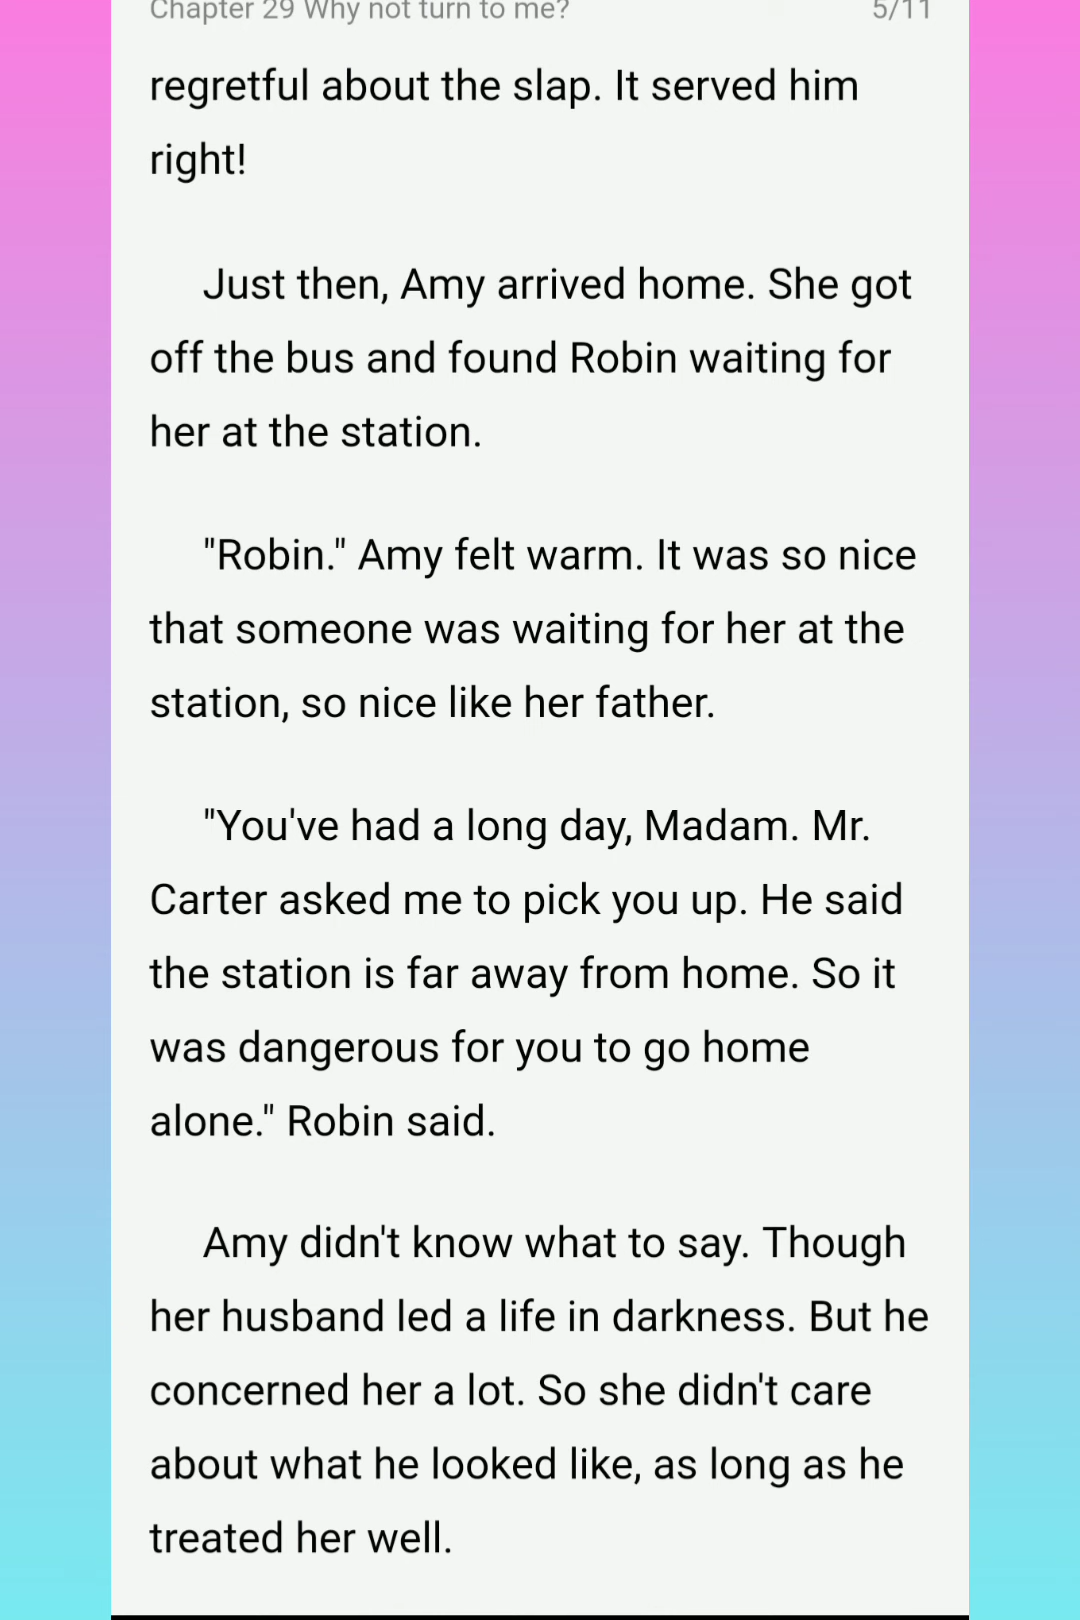 Chapter 29 Why not turn to me? 5/11
regretful about the slap. It served him
right!
Just then, Amy arrived home. She got
off the bus and found Robin waiting for
her at the station.
"Robin." Amy felt warm. It was so nice
that someone was waiting for her at the
station, so nice like her father.
"You've had a long day, Madam. Mr.
Carter asked me to pick you up. He said
the station is far away from home. So it
was dangerous for you to go home
alone." Robin said.
Amy didn't know what to say. Though
her husband led a life in darkness. But he
concerned her a lot. So she didn't care
about what he looked like, as long as he
treated her well.